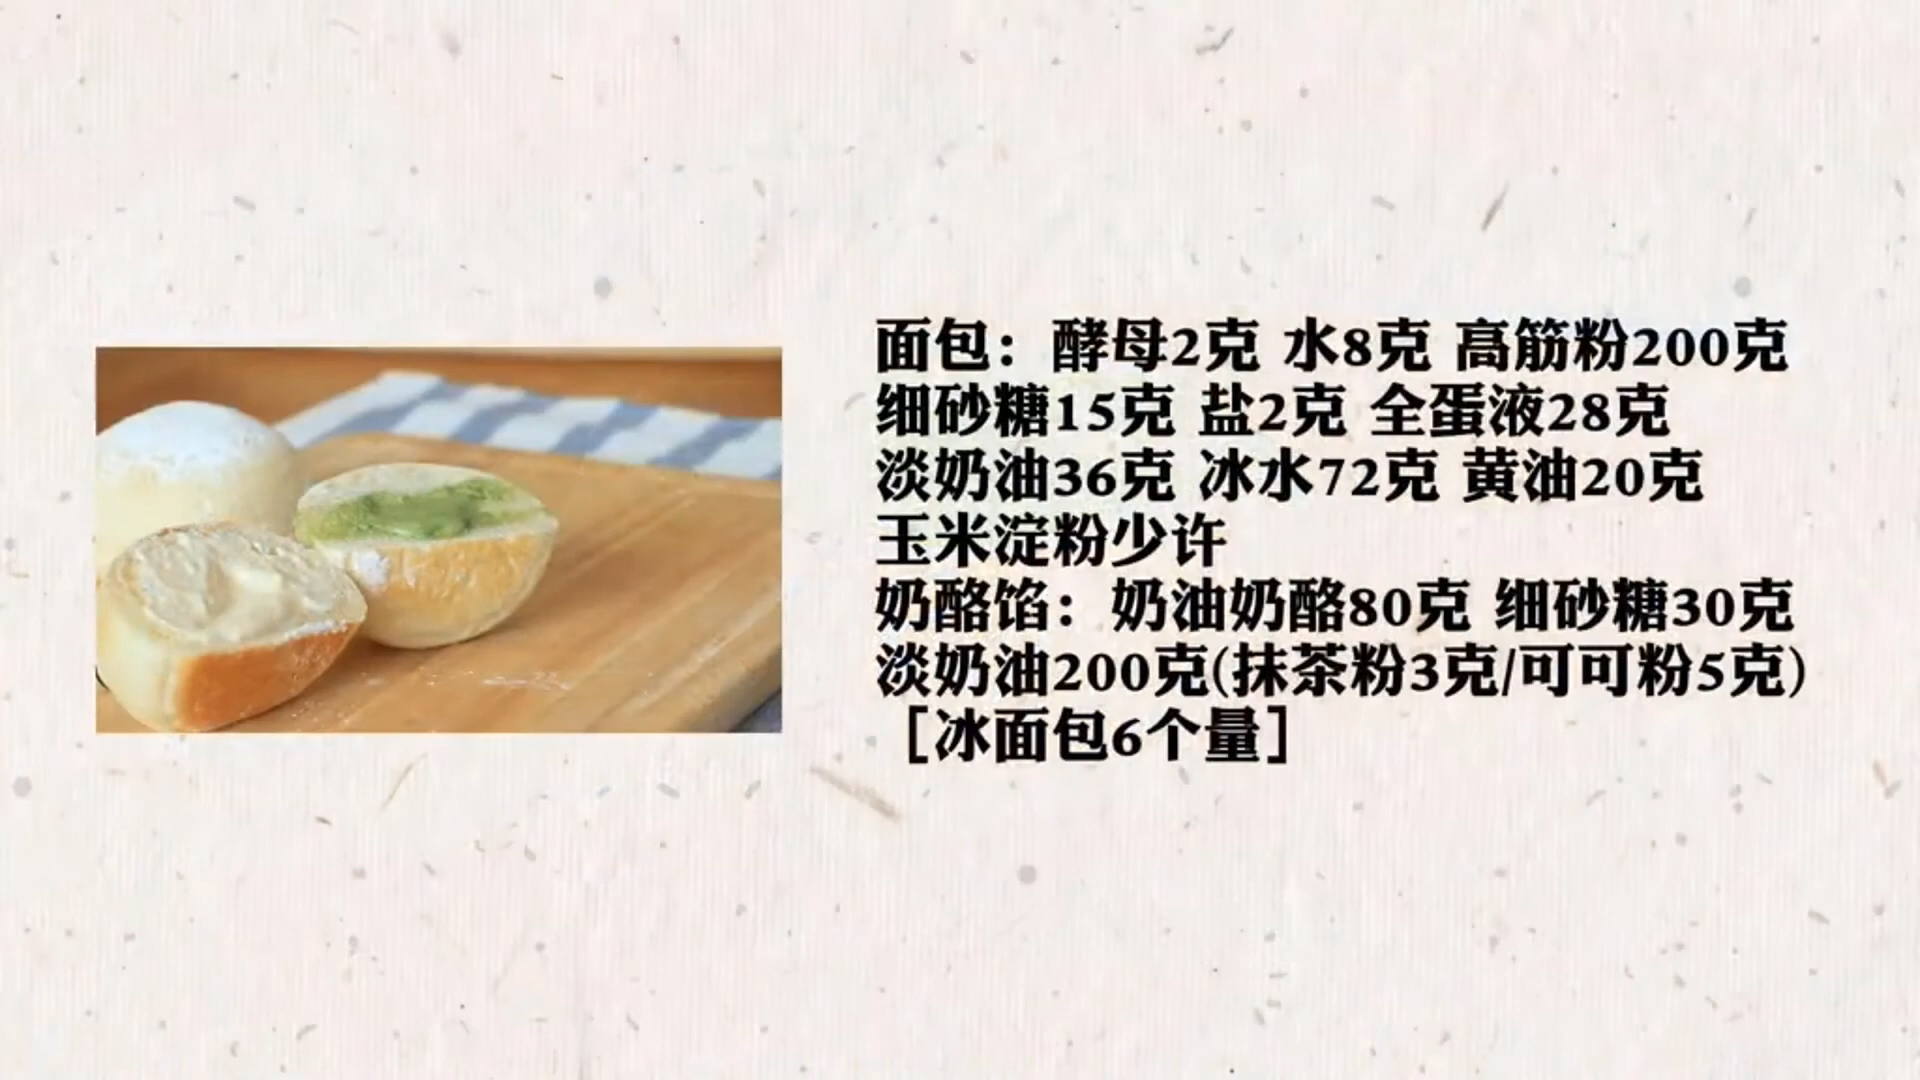 面包：酵母2克 水8克 高筋粉200克
细砂糖15克 盐2克 全蛋液28克
淡奶油36克 冰水72克 黄油20克
玉米淀粉少许
奶酪馅：奶油奶酪80克 细砂糖30克
淡奶油200克(抹茶粉3克/可可粉5克)
［冰面包6个量］